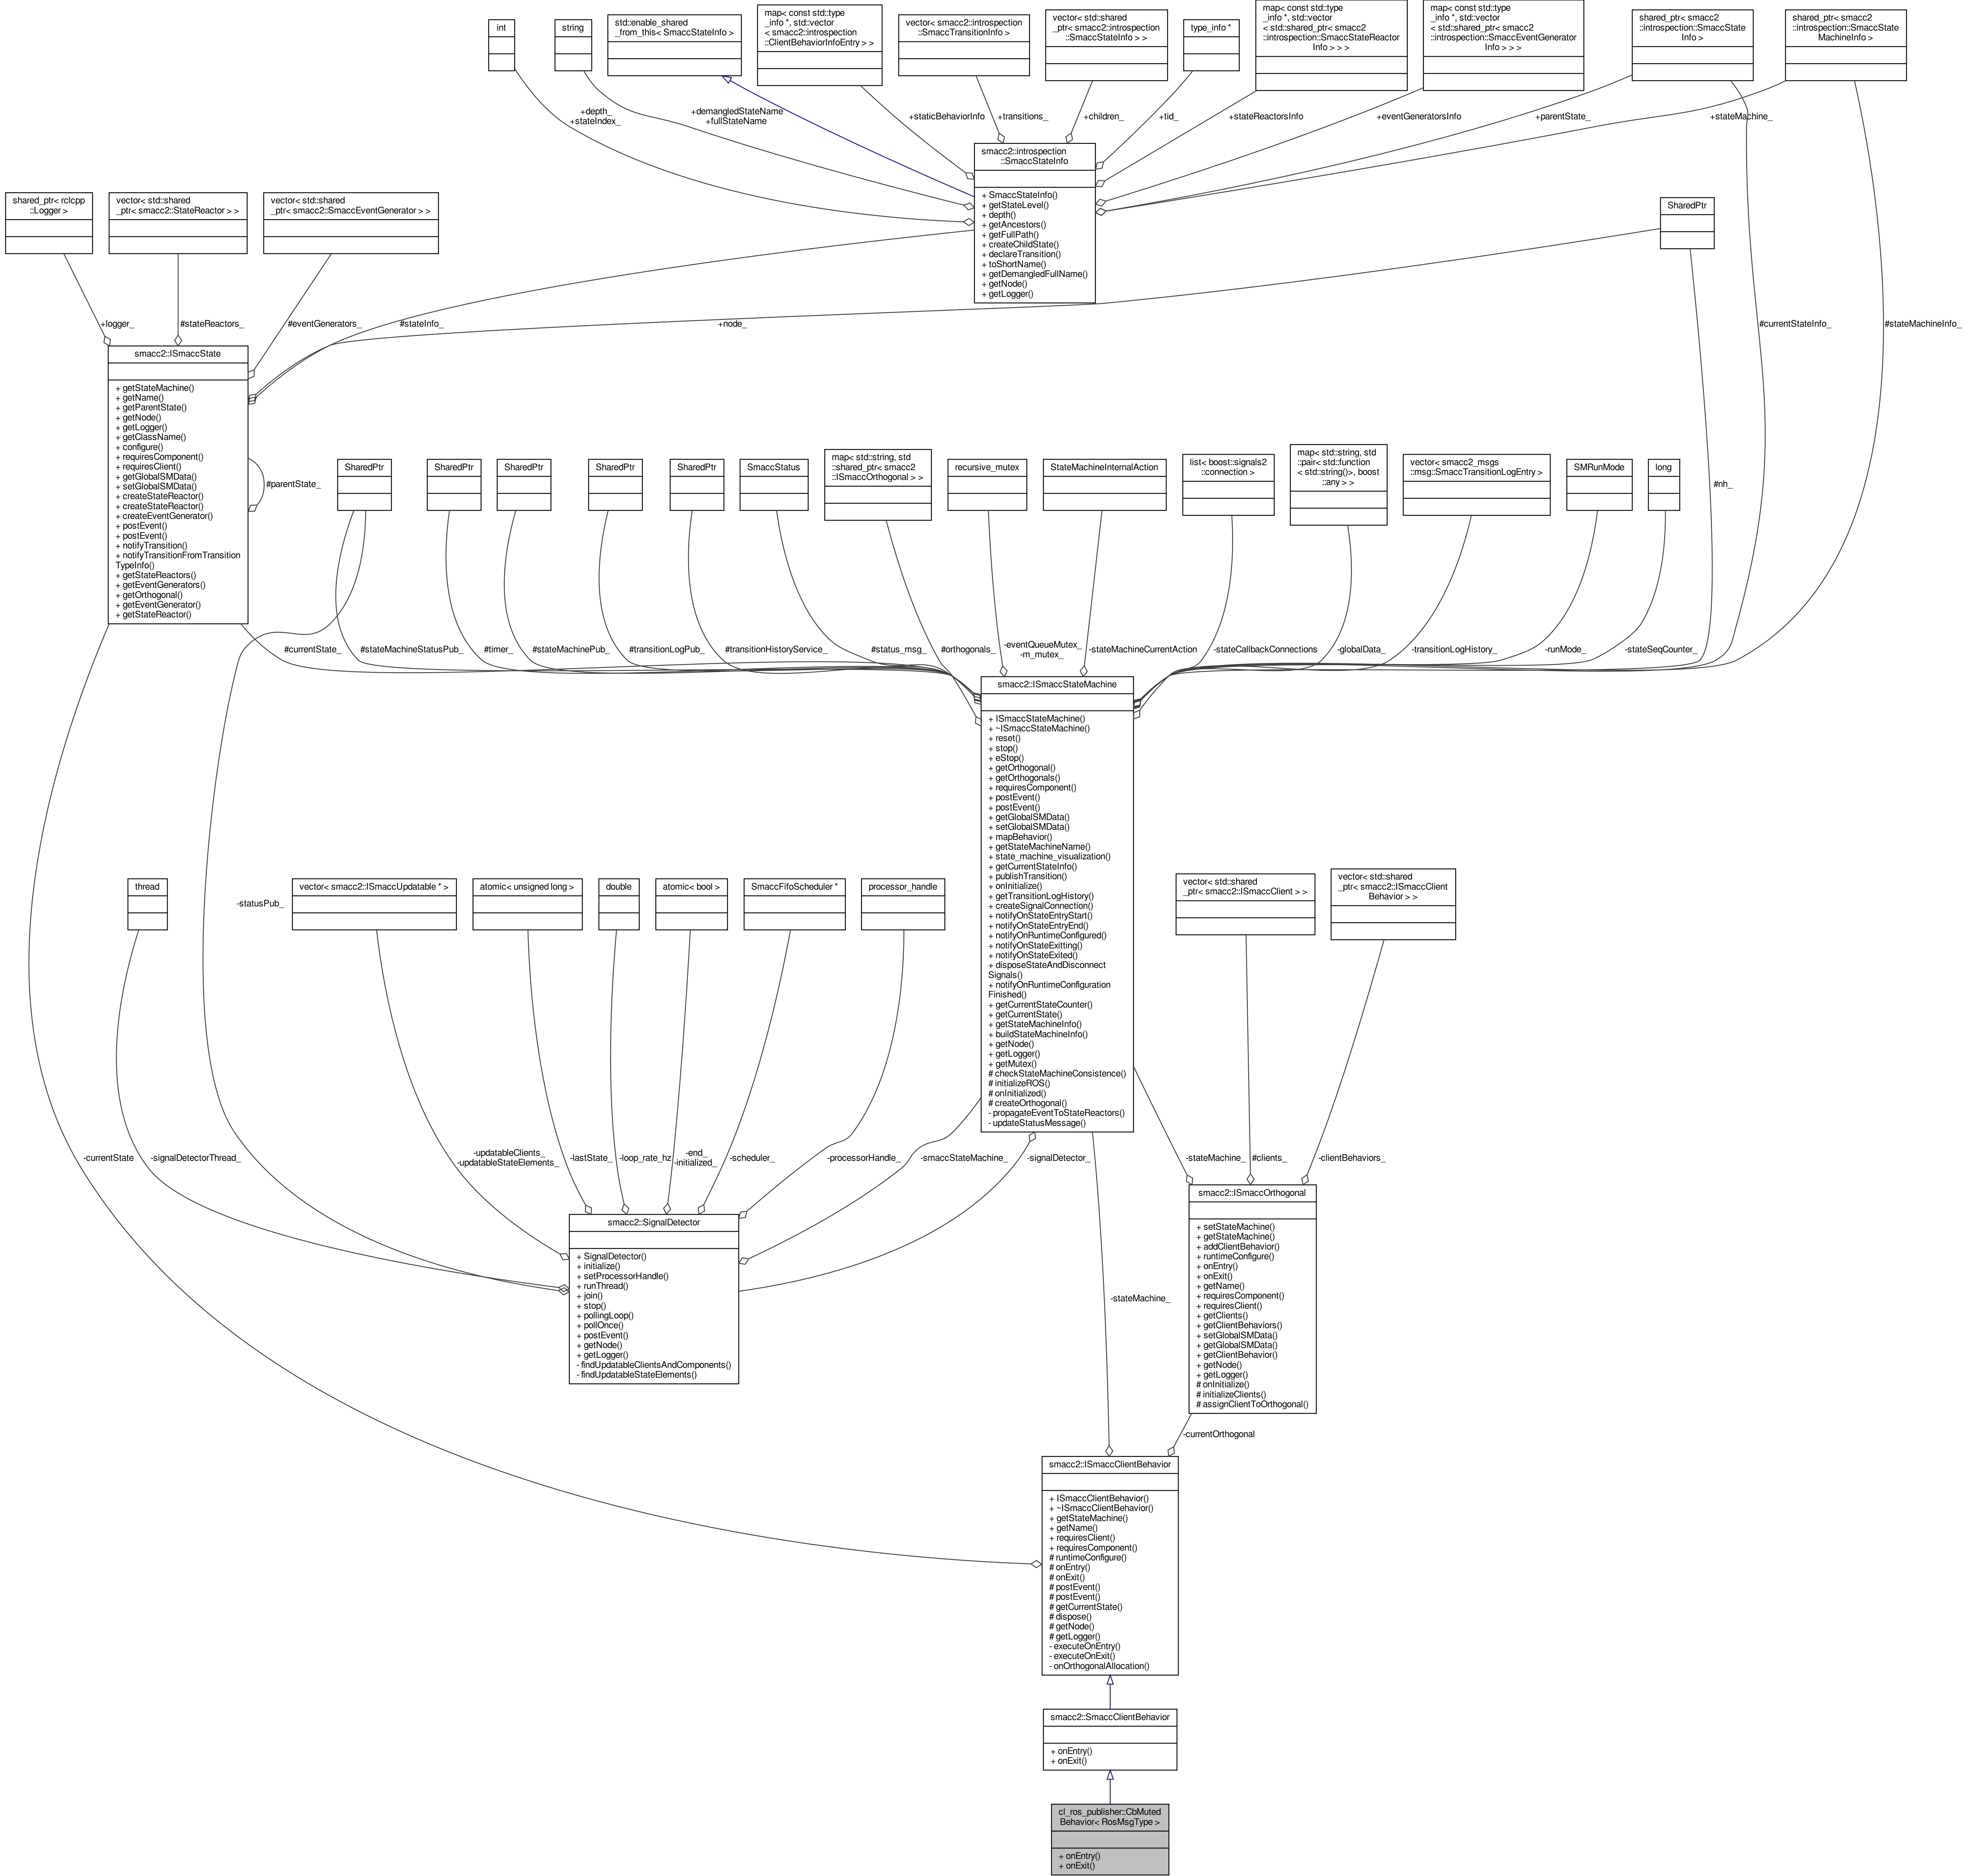 int
string
std::enable_shared
_from_this< SmaccStateInfo >
map< const std::type
_info *, std::vector
< smacc2::introspection
::ClientBehaviorInfoEntry > >
vector< smacc2::introspection
::SmaccTransitionInfo >
vector< std::shared
_ptr< smacc2::introspection
::SmaccStateInfo > >
type_info *
map< const std::type
_info *, std::vector
< std::shared_ptr< smacc2
::introspection::SmaccStateReactor
Info > > >
map< const std::type
_info *, std::vector
< std::shared_ptr< smacc2
::introspection::SmaccEventGenerator
Info > > >
shared_ptr< smacc2
::introspection::SmaccState
Info >
shared_ptr< smacc2
::introspection::SmaccState
MachineInfo >
+depth_
+stateIndex_
+demangledStateName
+fullStateName
+staticBehaviorInfo
+transitions_
+children_
+tid_
+stateReactorsInfo
+eventGeneratorsInfo
+parentState_
+stateMachine_
smacc2::introspection
::SmaccStateInfo
+ SmaccStateInfo()
+ getStateLevel()
+ depth()
+ getAncestors()
+ getFullPath()
+ createChildState()
+ declareTransition()
+ toShortName()
+ getDemangledFullName()
+ getNode()
+ getLogger()
shared_ptr< rclcpp
::Logger >
vector< std::shared
_ptr< smacc2::StateReactor > >
vector< std::shared
_ptr< smacc2::SmaccEventGenerator > >
SharedPtr
+logger_
#stateReactors_
#eventGenerators_
#stateInfo_
+node_
#currentStateInfo_
#stateMachineInfo_
smacc2::ISmaccState
+ getStateMachine()
+ getName()
+ getParentState()
+ getNode()
+ getLogger()
+ getClassName()
+ configure()
+ requiresComponent()
+ requiresClient()
+ getGlobalSMData()
+ setGlobalSMData()
+ createStateReactor()
+ createStateReactor()
+ createEventGenerator()
+ postEvent()
+ postEvent()
+ notifyTransition()
+ notifyTransitionFromTransition
TypeInfo()
+ getStateReactors()
+ getEventGenerators()
+ getOrthogonal()
+ getEventGenerator()
+ getStateReactor()
#parentState_
SharedPtr
SharedPtr
SharedPtr
SharedPtr
SharedPtr
SmaccStatus
map< std::string, std
::shared_ptr< smacc2
::ISmaccOrthogonal > >
recursive_mutex
StateMachineInternalAction
list< boost::signals2
::connection >
map< std::string, std
::pair< std::function
< std::string()>, boost
::any > >
vector< smacc2_msgs
::msg::SmaccTransitionLogEntry >
SMRunMode
long
#nh_
#currentState_
#stateMachineStatusPub_
#timer_
#stateMachinePub_
#transitionLogPub_
#transitionHistoryService_
#status_msg_
#orthogonals_
-eventQueueMutex_
-m_mutex_
-stateMachineCurrentAction
-stateCallbackConnections
-globalData_
-transitionLogHistory_
-runMode_
-stateSeqCounter_
smacc2::ISmaccStateMachine
+ ISmaccStateMachine()
+ ~ISmaccStateMachine()
+ reset()
+ stop()
+ eStop()
+ getOrthogonal()
+ getOrthogonals()
+ requiresComponent()
+ postEvent()
+ postEvent()
+ getGlobalSMData()
+ setGlobalSMData()
+ mapBehavior()
+ getStateMachineName()
+ state_machine_visualization()
+ getCurrentStateInfo()
+ publishTransition()
+ onInitialize()
+ getTransitionLogHistory()
+ createSignalConnection()
+ notifyOnStateEntryStart()
+ notifyOnStateEntryEnd()
+ notifyOnRuntimeConfigured()
+ notifyOnStateExitting()
+ notifyOnStateExited()
+ disposeStateAndDisconnect
Signals()
+ notifyOnRuntimeConfiguration
Finished()
+ getCurrentStateCounter()
+ getCurrentState()
+ getStateMachineInfo()
+ buildStateMachineInfo()
+ getNode()
+ getLogger()
+ getMutex()
# checkStateMachineConsistence()
# initializeROS()
# onInitialized()
# createOrthogonal()
- propagateEventToStateReactors()
- updateStatusMessage()
thread
-statusPub_
vector< smacc2::ISmaccUpdatable * >
atomic< unsigned long >
double
atomic< bool >
SmaccFifoScheduler *
processor_handle
vector< std::shared
_ptr< smacc2::ISmaccClient > >
vector< std::shared
_ptr< smacc2::ISmaccClient
Behavior > >
-currentState
-signalDetectorThread_
-updatableClients_
-updatableStateElements_
-lastState_
-loop_rate_hz
-end_
-initialized_
-scheduler_
-processorHandle_
-smaccStateMachine_
-signalDetector_
-stateMachine_
#clients_
-clientBehaviors_
smacc2::SignalDetector
+ SignalDetector()
+ initialize()
+ setProcessorHandle()
+ runThread()
+ join()
+ stop()
+ pollingLoop()
+ pollOnce()
+ postEvent()
+ getNode()
+ getLogger()
- findUpdatableClientsAndComponents()
- findUpdatableStateElements()
smacc2::ISmaccOrthogonal
+ setStateMachine()
+ getStateMachine()
+ addClientBehavior()
+ runtimeConfigure()
+ onEntry()
+ onExit()
+ getName()
+ requiresComponent()
+ requiresClient()
+ getClients()
+ getClientBehaviors()
+ setGlobalSMData()
+ getGlobalSMData()
+ getClientBehavior()
+ getNode()
+ getLogger()
# onInitialize()
# initializeClients()
# assignClientToOrthogonal()
-stateMachine_
-currentOrthogonal
smacc2::ISmaccClientBehavior
+ ISmaccClientBehavior()
+ ~ISmaccClientBehavior()
+ getStateMachine()
+ getName()
+ requiresClient()
+ requiresComponent()
# runtimeConfigure()
# onEntry()
# onExit()
# postEvent()
# postEvent()
# getCurrentState()
# dispose()
# getNode()
# getLogger()
- executeOnEntry()
- executeOnExit()
- onOrthogonalAllocation()
smacc2::SmaccClientBehavior
+ onEntry()
+ onExit()
cl_ros_publisher::CbMuted
Behavior< RosMsgType >
+ onEntry()
+ onExit()